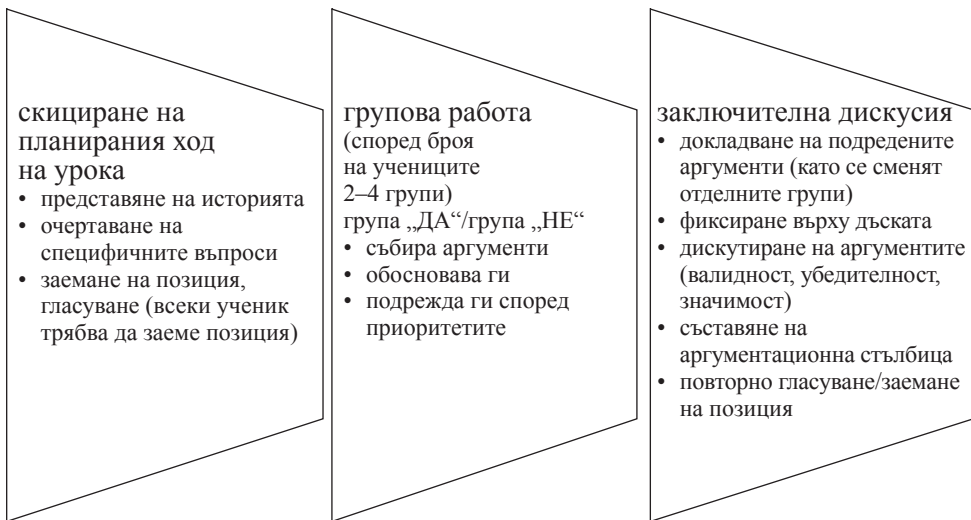 скициране на
планирания ход
на урока
• представяне на историята
• очертаване на
специфичните въпроси
• заемане на позиция,
гласуване (всеки ученик
трябва да заеме позиция)
групова работа
(според броя
на учениците
2–4 групи)
група „ДА“/група „НЕ“
• събира аргументи
• обосновава ги
• подрежда ги според
приоритетите
заключителна дискусия
• докладване на подредените
аргументи (като се сменят
отделните групи)
• фиксиране върху дъската
• дискутиране на аргументите
(валидност, убедителност,
значимост)
• съставяне на
аргументационна стълбица
• повторно гласуване/заемане
на позиция